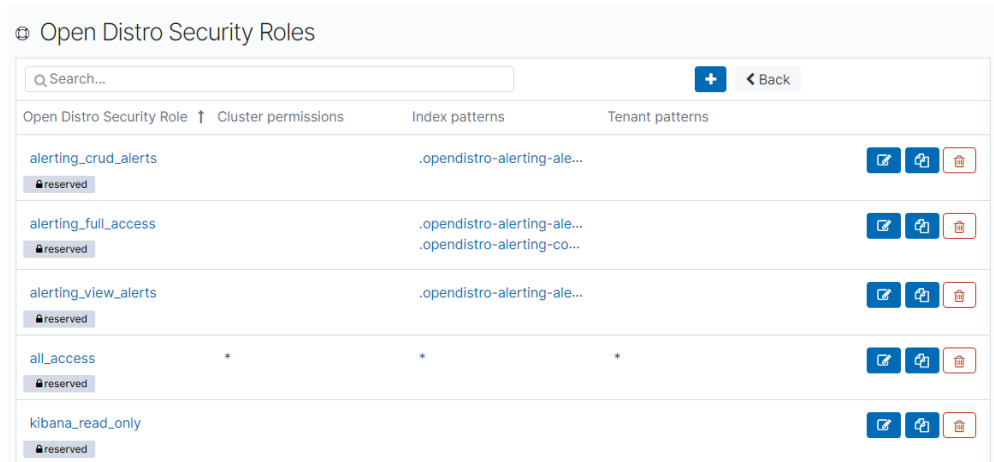 Open Distro Security Roles
Search...
+ Back
Open Distro Security Role ↑ Cluster permissions Index patterns Tenant patterns
alerting_crud_alerts .opendistro-alerting-ale...
reserved
alerting_full_access .opendistro-alerting-ale...
.opendistro-alerting-co...
reserved
alerting_view_alerts .opendistro-alerting-ale...
reserved
all_access * * *
reserved
kibana_read_only
reserved